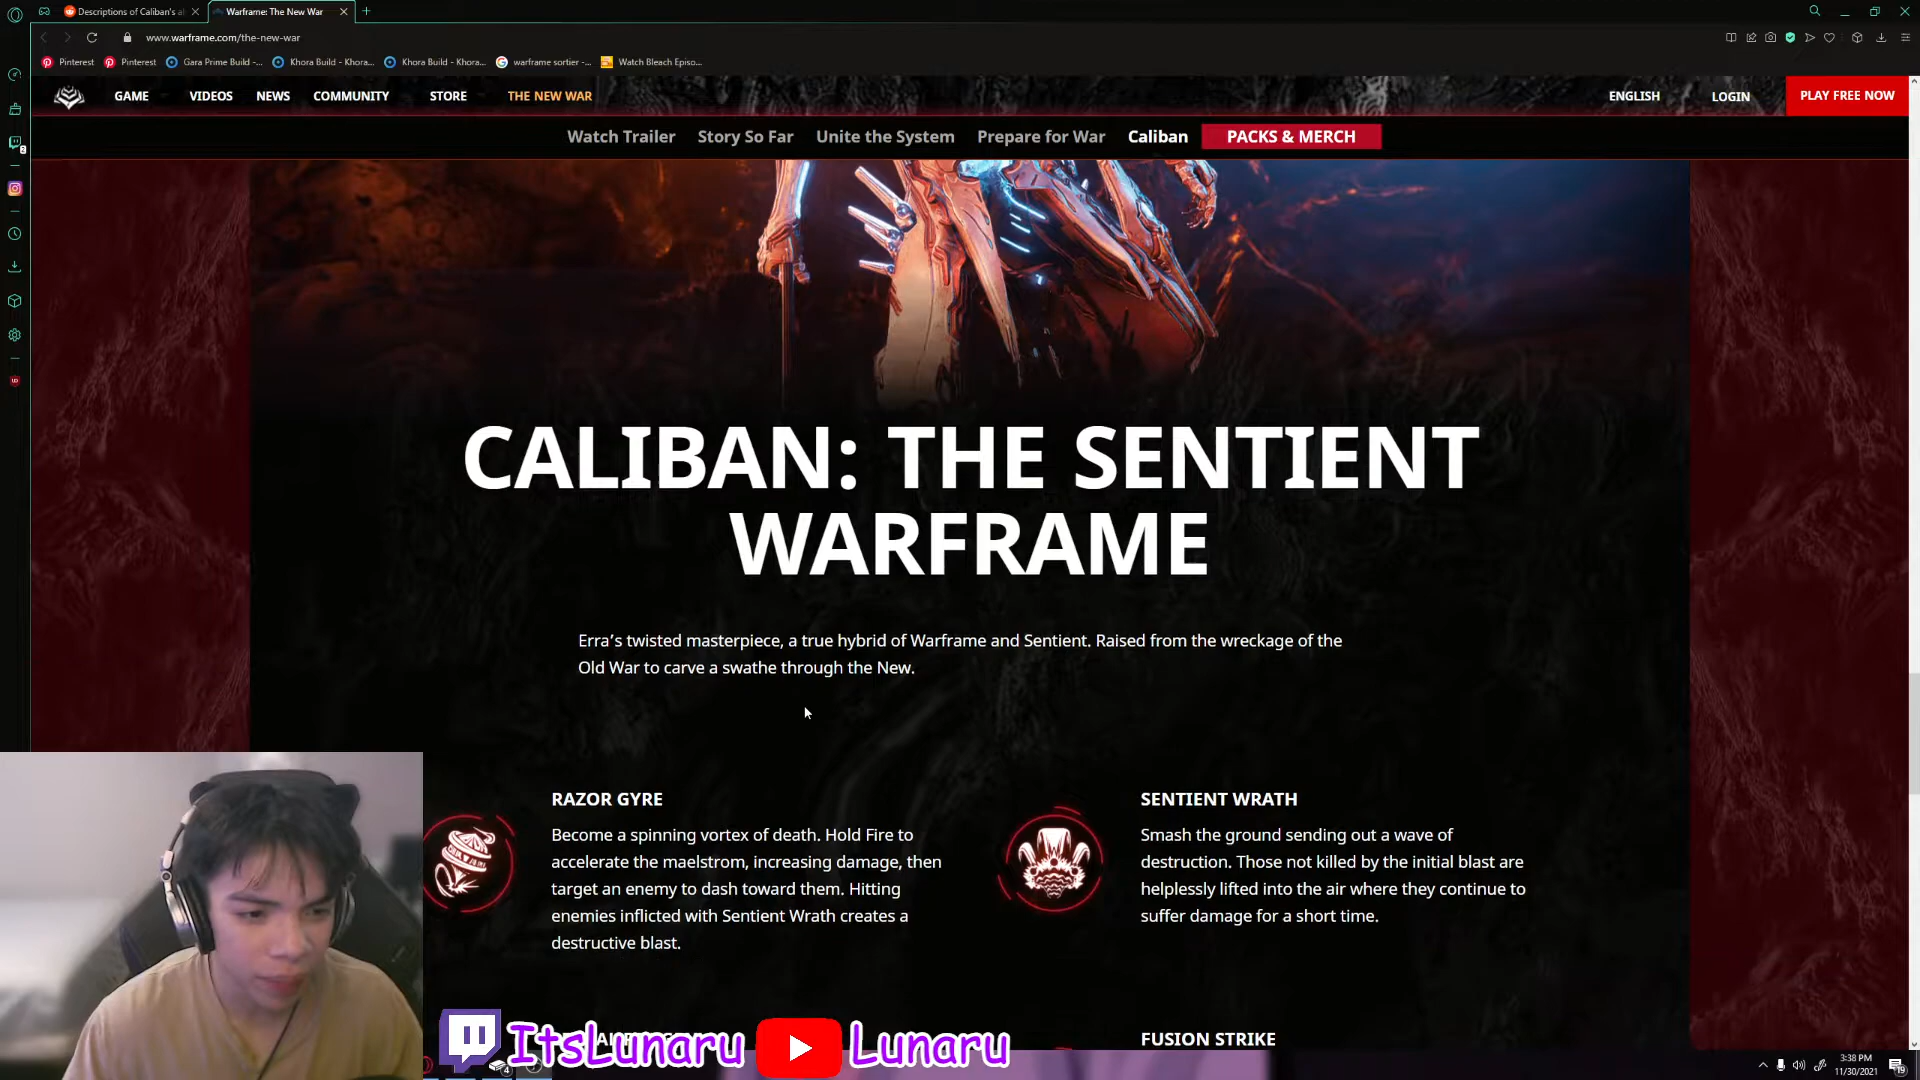 Descriptions of Caliban's a
Warframe: The New War
www.warframe.com/the-new-war
Pinterest
Pinterest
Gara Prime Build -...
Khora Build - Khora...
Khora Build - Khora...
warframe sortier -...
Watch Bleach Episo...
GAME
VIDEOS
NEWS
COMMUNITY
STORE
THE NEW WAR
ENGLISH
LOGIN
PLAY FREE NOW
Watch Trailer
Story So Far
Unite the System
Prepare for War
Caliban
PACKS & MERCH
CALIBAN: THE SENTIENT
WARFRAME
Erra's twisted masterpiece, a true hybrid of Warframe and Sentient. Raised from the wreckage of the
Old War to carve a swathe through the New.
RAZOR GYRE
Become a spinning vortex of death. Hold Fire to
accelerate the maelstrom, increasing damage, then
target an enemy to dash toward them. Hitting
enemies inflicted with Sentient Wrath creates a
destructive blast.
SENTIENT WRATH
Smash the ground sending out a wave of
destruction. Those not killed by the initial blast are
helplessly lifted into the air where they continue to
suffer damage for a short time.
FUSION STRIKE
ItsLunaru
Lunaru
3:38 PM
11/30/2021